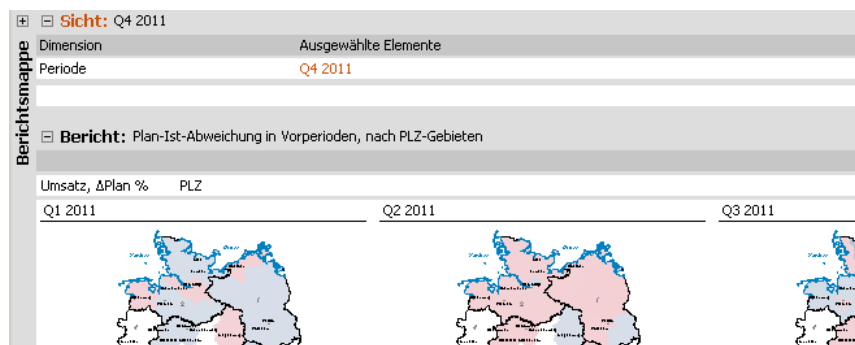 Sicht: Q4 2011
Dimension Ausgewählte Elemente
Periode Q4 2011
Berichtsmappe
Bericht: Plan-Ist-Abweichung in Vorperioden, nach PLZ-Gebieten
Umsatz, ΔPlan % PLZ
Q1 2011 Q2 2011 Q3 2011